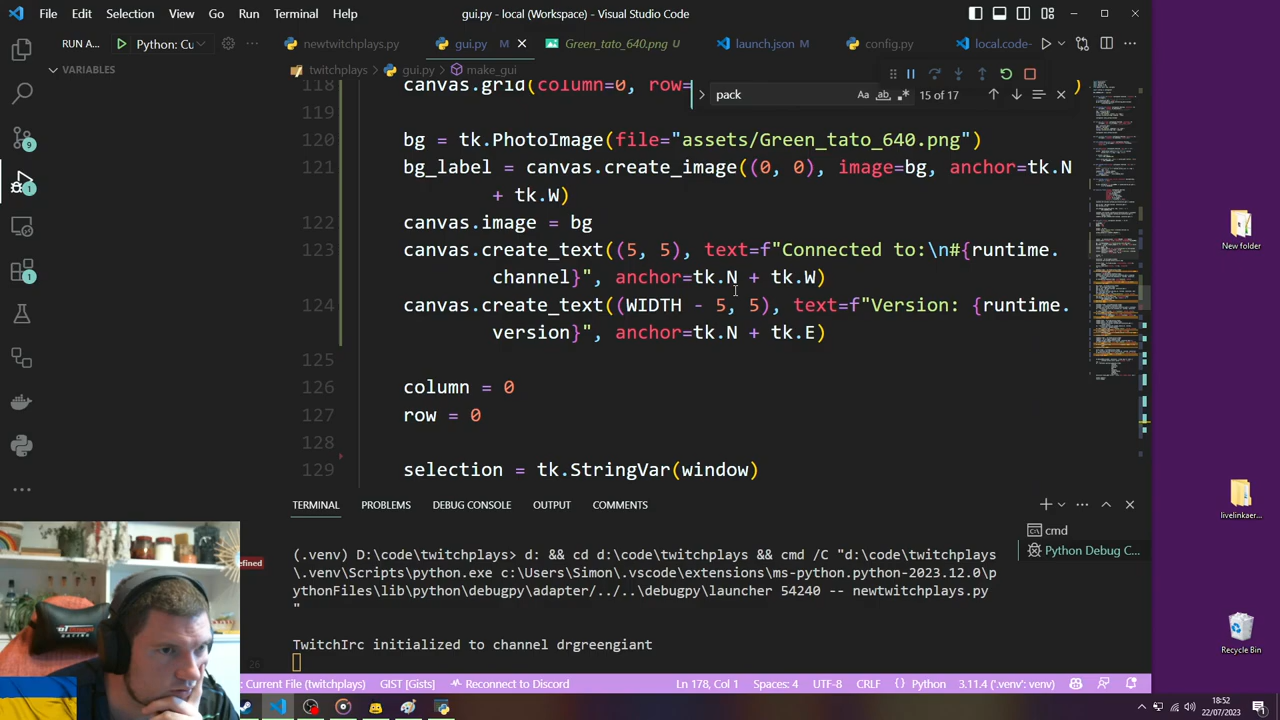 File Edit Selection View Go Run Terminal Help
gui.py - local (Workspace) - Visual Studio Code
RUN A... Python: Cu
newtwitchplays.py
gui.py M
Green_tato_640.png U
launch.json M
config.py
local.code-
VARIABLES
twitchplays > gui.py > make_gui
pack
Aa ab 15 of 17
118 canvas.grid(column=0, row=
119
tk.PhotoImage(file="assets/Green_tato_640.png")
canvas.create_image((0, 0), image=bg, anchor=tk.N
+ tk.W)
canvas.image = bg
canvas.create_text((5, 5), text=f"Connected to:\n#{runtime.
channel}", anchor=tk.N + tk.W)
canvas.create_text((WIDTH - 5, 5), text=f"Version: {runtime.
version}", anchor=tk.N + tk.E)
126 column = 0
127 row = 0
128
129 selection = tk.StringVar(window)
TERMINAL PROBLEMS DEBUG CONSOLE OUTPUT COMMENTS
cmd
Python Debug C...
(.venv) D:\code\twitchplays> d: && cd d:\code\twitchplays && cmd /C "d:\code\twitchplays
\.venv\Scripts\python.exe c:\Users\Simon\.vscode\extensions\ms-python.python-2023.12.0\p
ythonFiles\lib\python\debugpy\adapter/../..\debugpy\launcher 54240 -- newtwitchplays.py
"
TwitchIrc initialized to channel drgreengiant
efined
26
: Current File (twitchplays) GIST [Gists] Reconnect to Discord Ln 178, Col 1 Spaces: 4 UTF-8 CRLF Python 3.11.4 ('.venv': venv)
New folder
livelinkaer...
Recycle Bin
18:52
22/07/2023